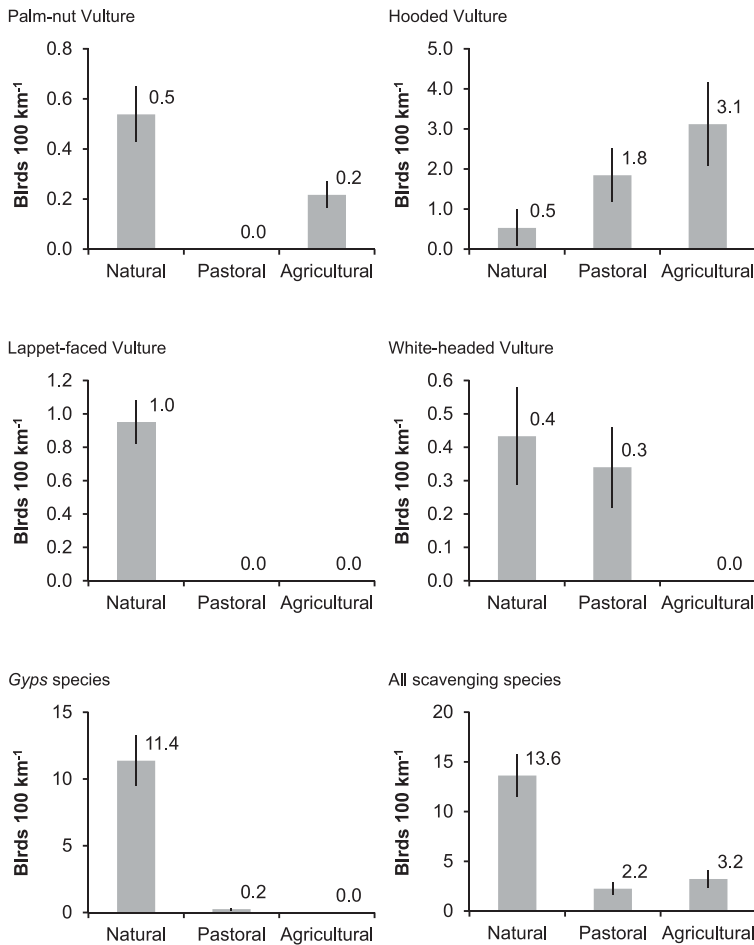 Palm-nut Vulture
BIrds 100 km⁻¹
0.8
0.6
0.4
0.2
0.0
0.5
0.0
0.2
Natural Pastoral Agricultural
Hooded Vulture
BIrds 100 km⁻¹
5.0
4.0
3.0
2.0
1.0
0.0
0.5
1.8
3.1
Natural Pastoral Agricultural
Lappet-faced Vulture
BIrds 100 km⁻¹
1.2
1.0
0.8
0.6
0.4
0.2
0.0
1.0
0.0
0.0
Natural Pastoral Agricultural
White-headed Vulture
BIrds 100 km⁻¹
0.6
0.5
0.4
0.3
0.2
0.1
0.0
0.4
0.3
0.0
Natural Pastoral Agricultural
Gyps species
BIrds 100 km⁻¹
15
10
5
0
11.4
0.2
0.0
Natural Pastoral Agricultural
All scavenging species
BIrds 100 km⁻¹
20
15
10
5
0
13.6
2.2
3.2
Natural Pastoral Agricultural